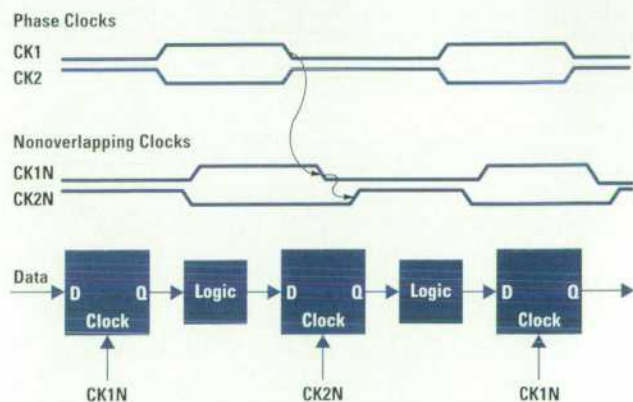 Phase Clocks
CK1
CK2
Nonoverlapping Clocks
CK1N
CK2N
Data
D Q
Clock
Logic
D Q
Clock
Logic
D Q
Clock
CK1N CK2N CK1N